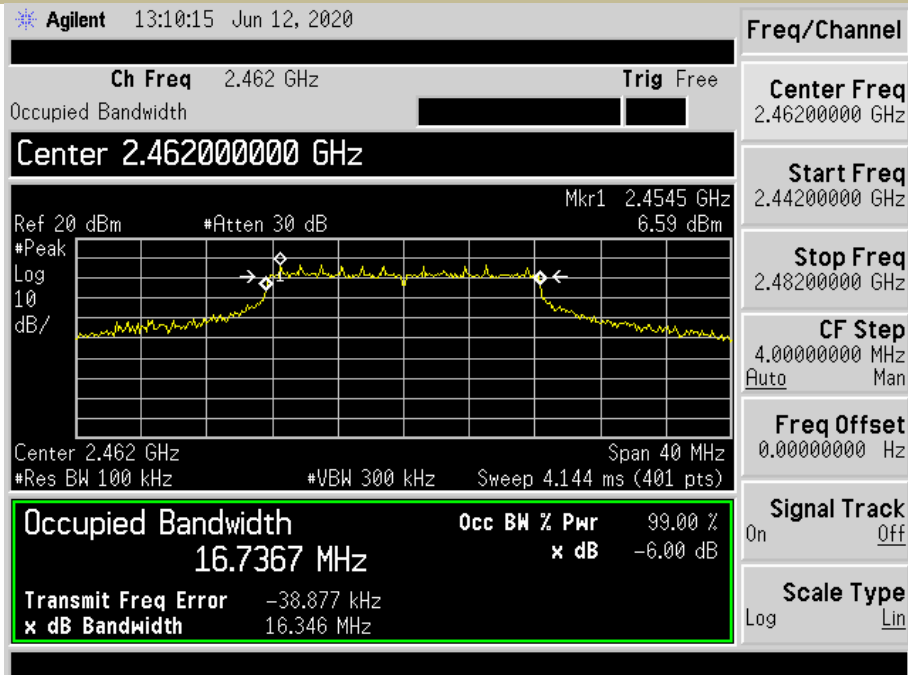 Agilent 13:10:15 Jun 12, 2020
Ch Freq 2.462 GHz Trig Free
Occupied Bandwidth
Center 2.462000000 GHz
Mkr1 2.4545 GHz
Ref 20 dBm #Atten 30 dB 6.59 dBm
#Peak
Log
10
dB/
1
Center 2.462 GHz Span 40 MHz
#Res BW 100 kHz #VBW 300 kHz Sweep 4.144 ms (401 pts)
Occupied Bandwidth Occ BW % Pwr 99.00 %
16.7367 MHz x dB -6.00 dB
Transmit Freq Error -38.877 kHz
x dB Bandwidth 16.346 MHz
Freq/Channel
Center Freq
2.46200000 GHz
Start Freq
2.44200000 GHz
Stop Freq
2.48200000 GHz
CF Step
4.00000000 MHz
Auto Man
Freq Offset
0.00000000 Hz
Signal Track
On Off
Scale Type
Log Lin